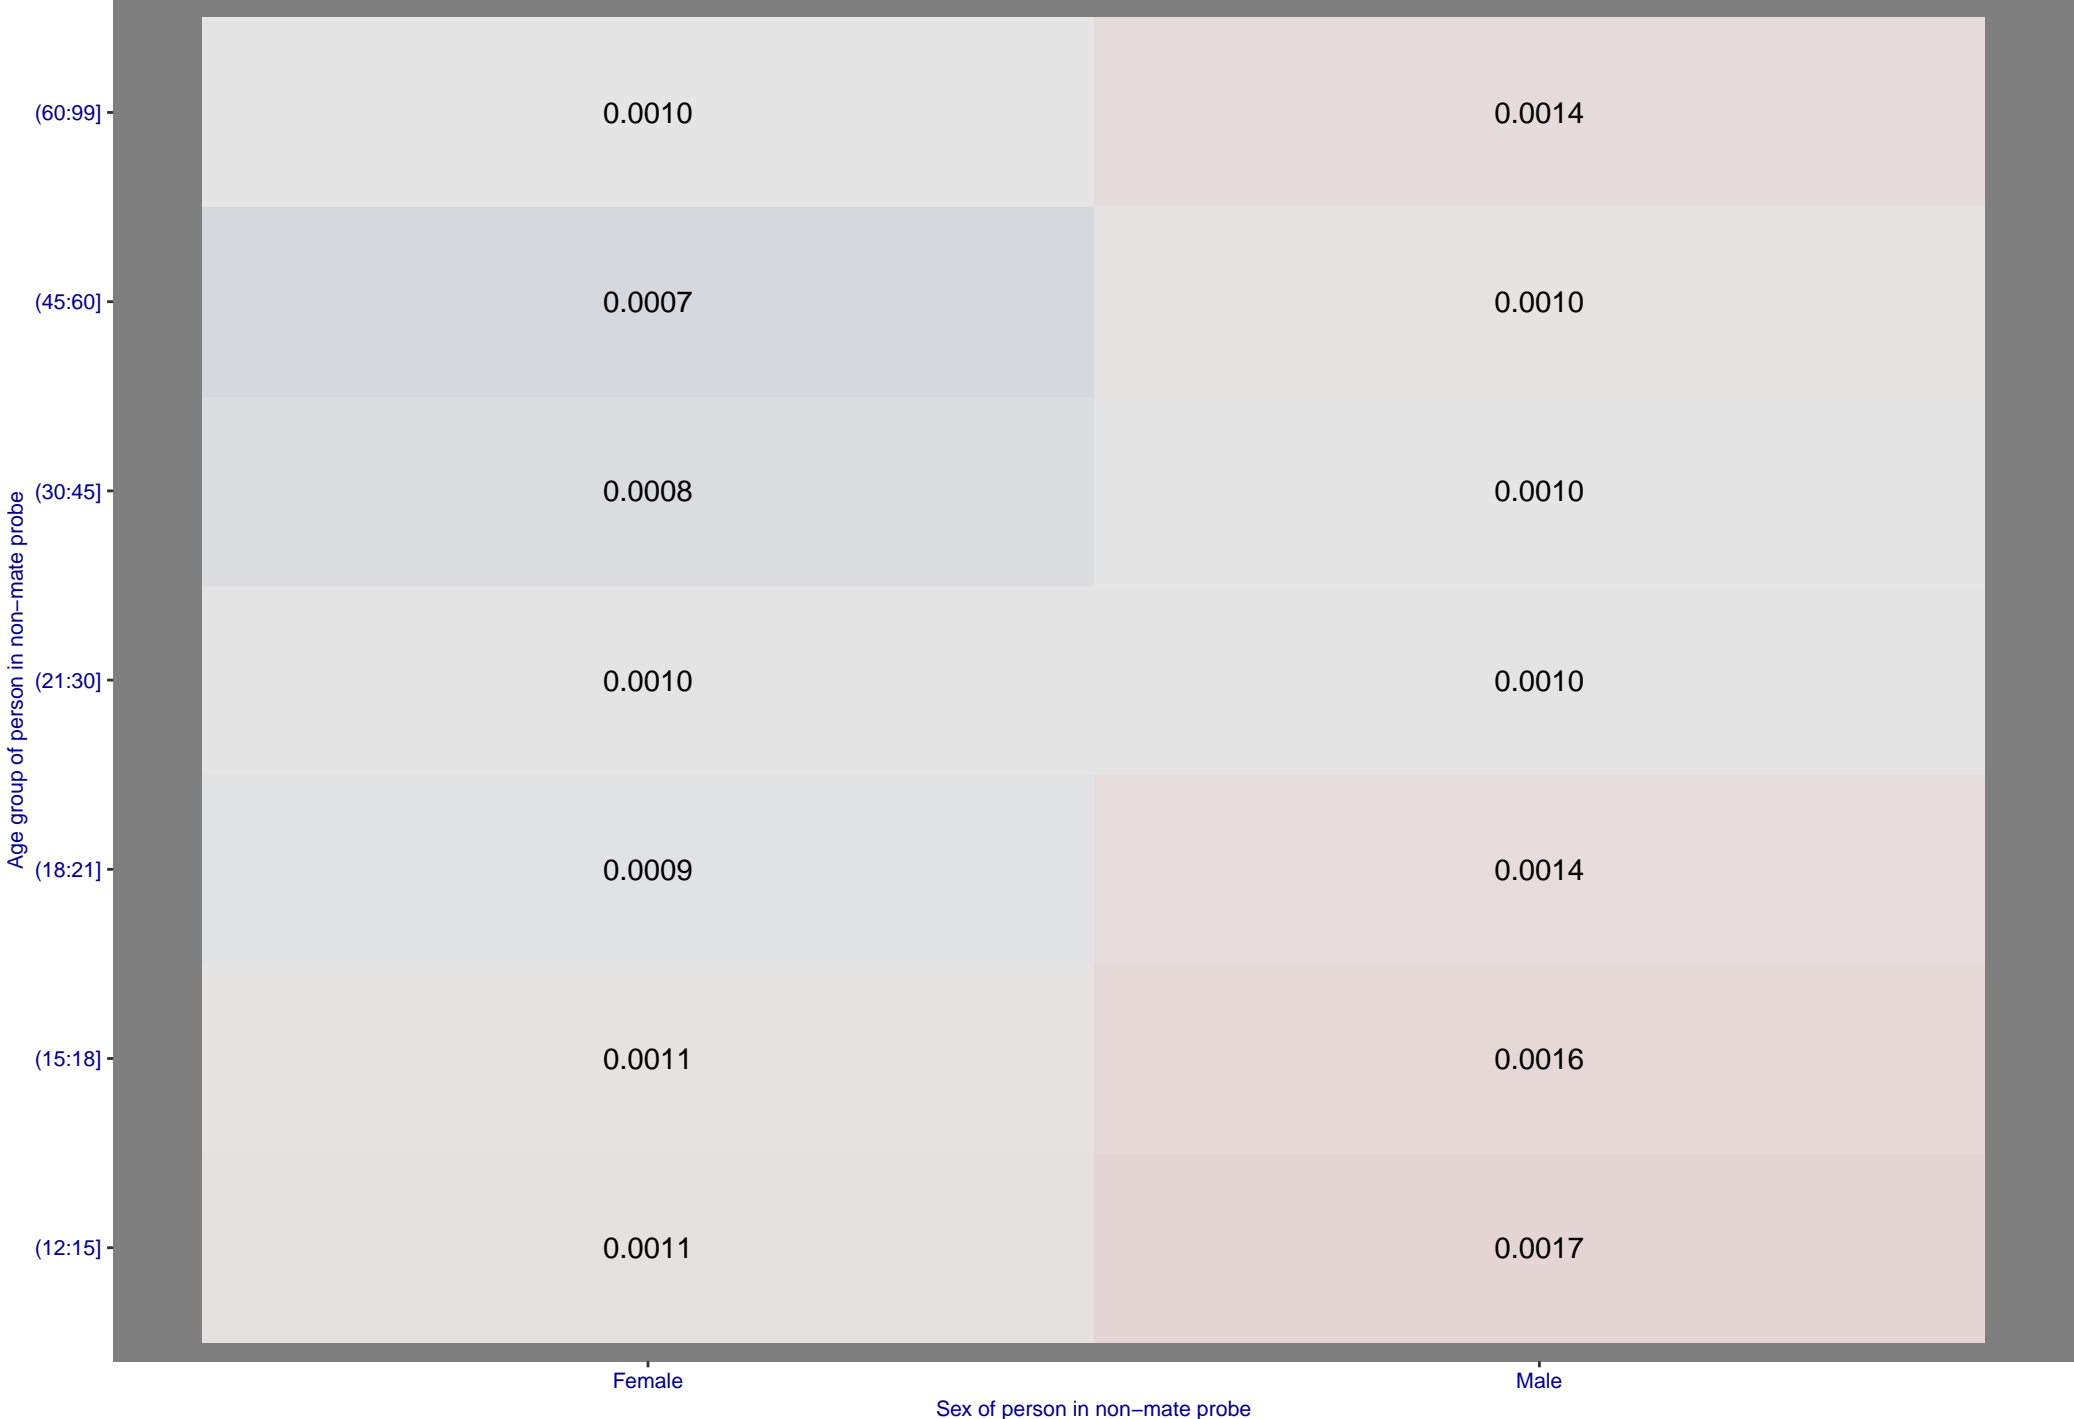 (60:99] 0.0010 0.0014
(45:60] 0.0007 0.0010
(30:45] 0.0008 0.0010
(21:30] 0.0010 0.0010
(18:21] 0.0009 0.0014
(15:18] 0.0011 0.0016
(12:15] 0.0011 0.0017
Age group of person in non−mate probe
Female Male
Sex of person in non−mate probe